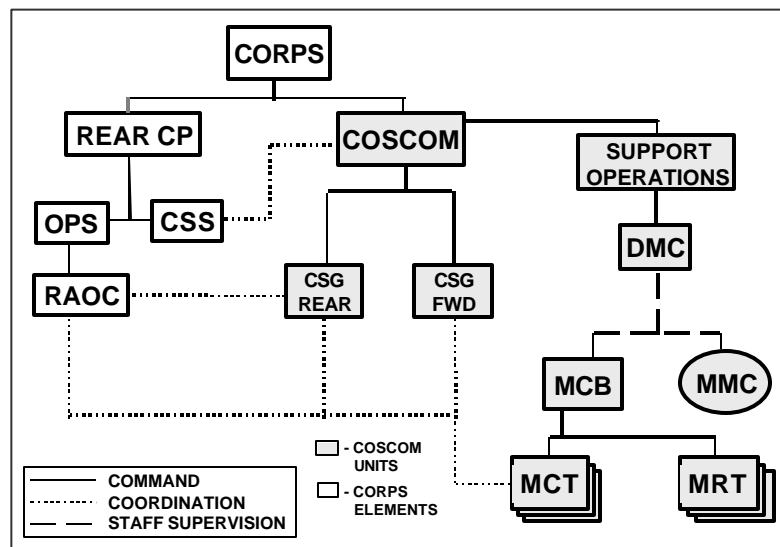 CORPS
REAR CP
COSCOM
SUPPORT
OPERATIONS
OPS
CSS
DMC
RAOC
CSG
REAR
CSG
FWD
MCB
MMC
MCT
MRT
COMMAND
COORDINATION
STAFF SUPERVISION
- COSCOM
UNITS
- CORPS
ELEMENTS